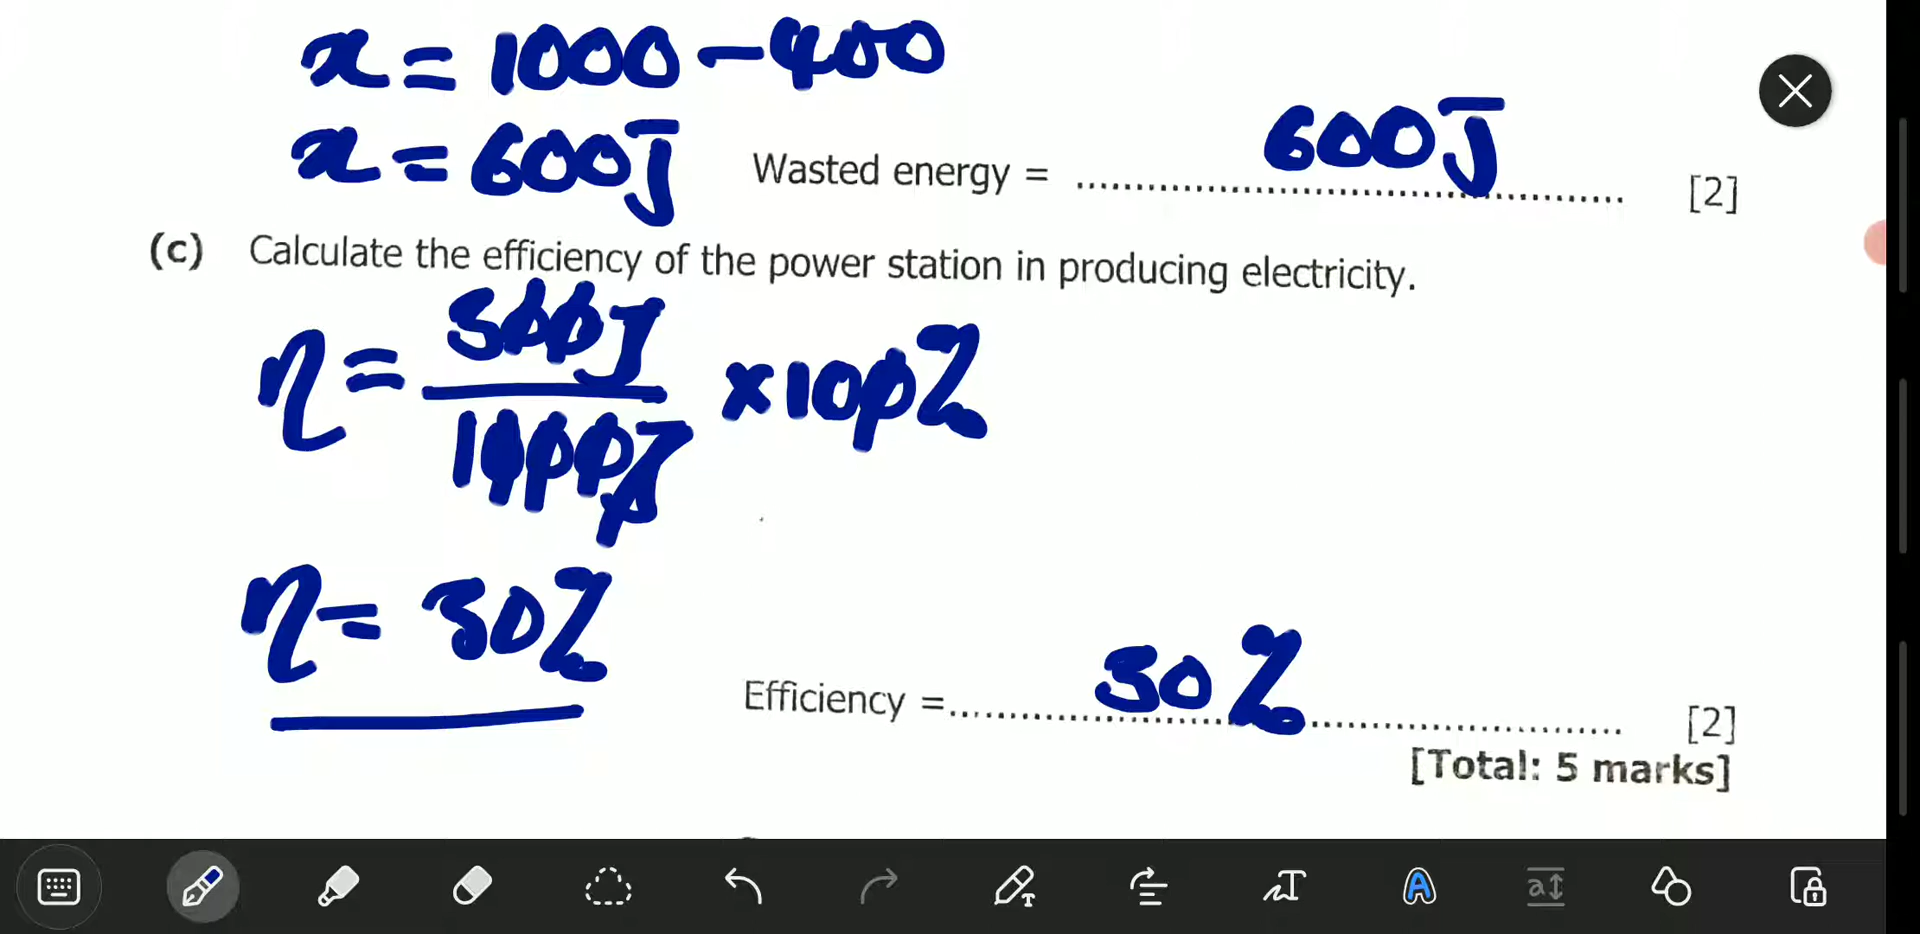 x = 1000 - 400
x = 600J
Wasted energy = 600J [2]
(c) Calculate the efficiency of the power station in producing electricity.
η = 300J / 1000J × 100%
η = 30%
Efficiency = 30% [2]
[Total: 5 marks]